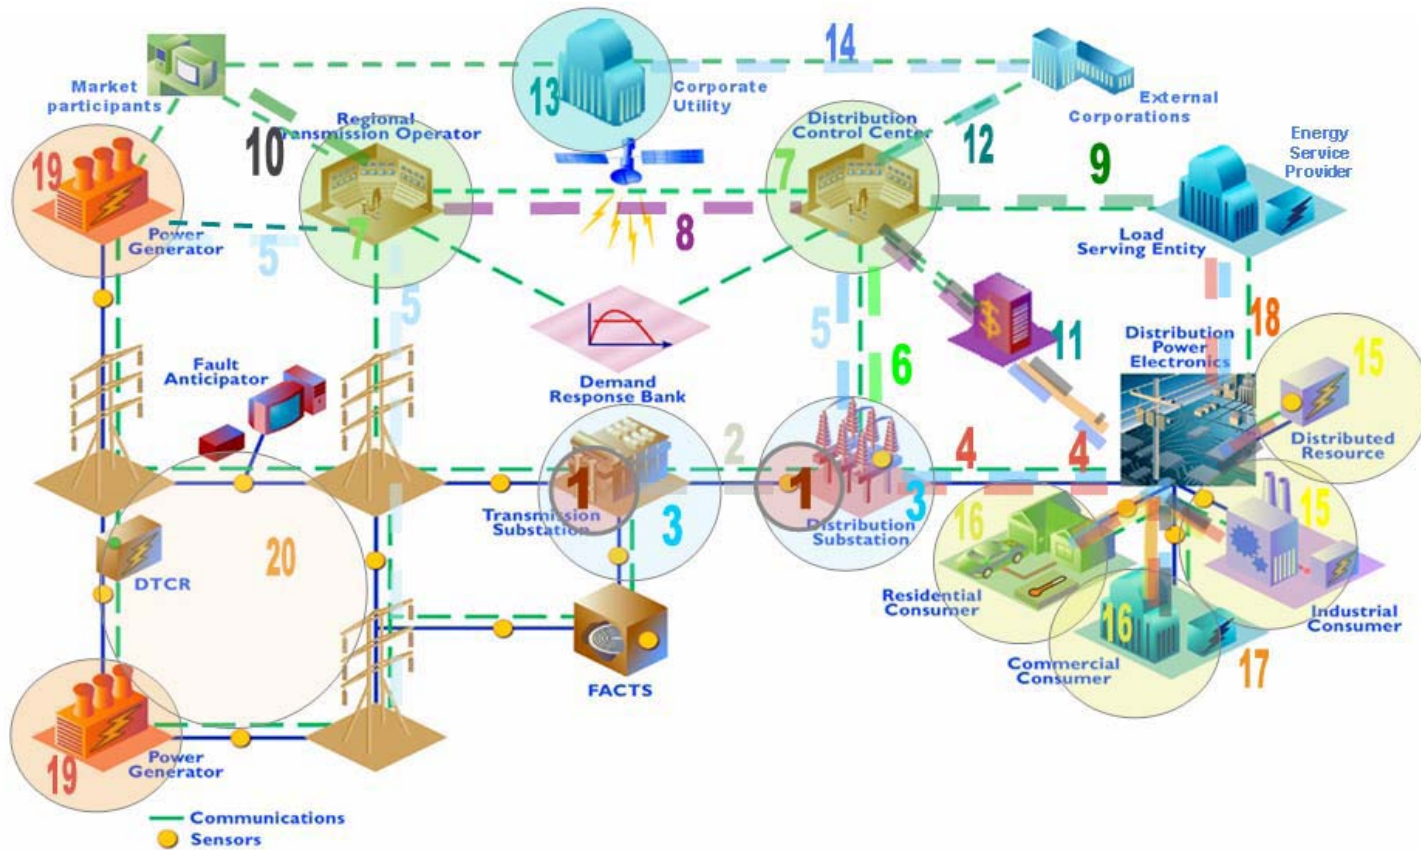 14
Market
participants
13
Corporate
Utility
External
Corporations
Regional
Transmission Operator
Distribution
Control Center
10
12
Energy
Service
Provider
19
7
9
Power
Generator
5
7
8
Load
Serving Entity
5
5
6
11
18
Distribution
Power
Electronics
15
Fault
Anticipator
Demand
Response Bank
Distributed
Resource
2
4
4
1
1
Transmission
Substation
3
Distribution
Substation
3
16
15
20
DTCR
Residential
Consumer
Industrial
Consumer
16
Commercial
Consumer
17
FACTS
Power
Generator
19
Communications
Sensors